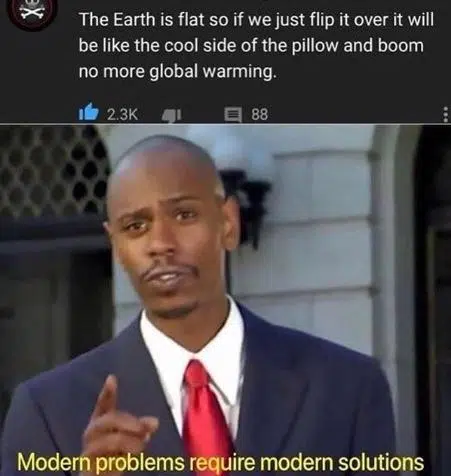 The Earth is flat so if we just flip it over it will
be like the cool side of the pillow and boom
no more global warming.
2.3K 88
Modern problems require modern solutions